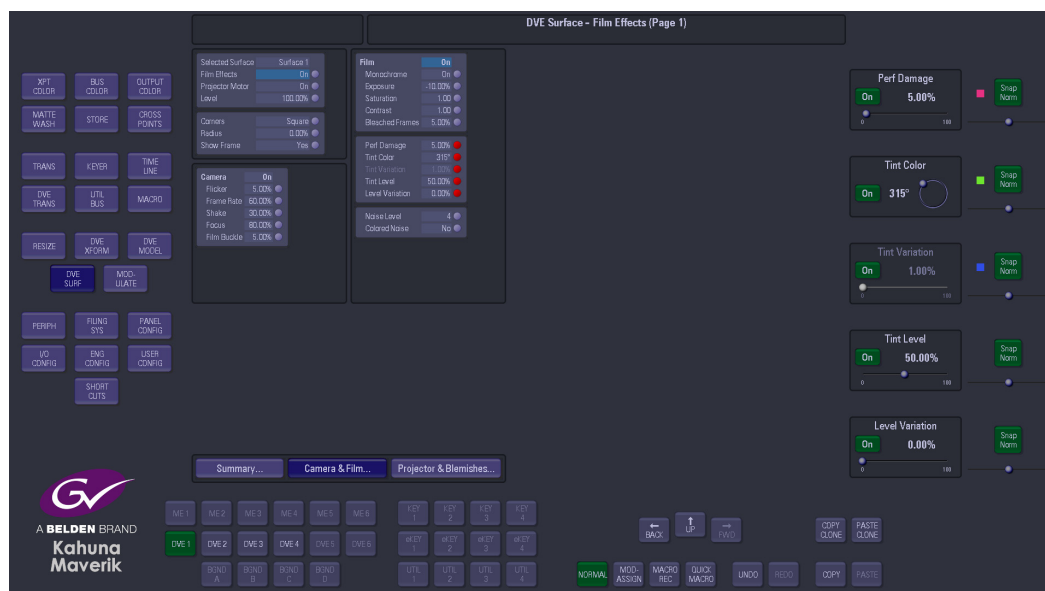 DVE Surface - Film Effects (Page 1)
Selected Surface Surface 1
Film Effects On
Projector Motor On
Level 100.00%
Camera Square
Radius 0.00%
Show Frame Yes
Camera On
Flicker 5.00%
Frame Rate 60.00%
Shake 30.00%
Focus 80.00%
Film Buckle 5.00%
Film On
Monochrome On
Exposure -10.00%
Saturation 1.00
Contrast 1.00
Bleached Frames 5.00%
Perf Damage 5.00%
Tint Color 315°
Tint Variation 1.00%
Tint Level 50.00%
Level Variation 0.00%
Noise Level 4
Colored Noise No
XPT COLOR
BUS COLOR
OUTPUT COLOR
MATTE WASH
STORE
CROSS POINTS
TRANS
KEYER
TIME LINE
DVE TRANS
UTIL BUS
MACRO
RESIZE
DVE XFORM
DVE MODEL
DVE SURF
MOD- ULATE
PERIPH
FILING SYS
PANEL CONFIG
I/O CONFIG
ENG CONFIG
USER CONFIG
SHORT CUTS
Perf Damage
On 5.00%
0 100
Snap Norm
Tint Color
On 315°
Snap Norm
Tint Variation
On 1.00%
0 100
Snap Norm
Tint Level
On 50.00%
0 100
Snap Norm
Level Variation
On 0.00%
0 100
Snap Norm
Summary...
Camera & Film...
Projector & Blemishes...
GV
A BELDEN BRAND
Kahuna
Maverik
ME 1 ME 2 ME 3 ME 4 ME 5 ME 6
KEY 1 KEY 2 KEY 3 KEY 4
DVE 1 DVE 2 DVE 3 DVE 4 DVE 5 DVE 6
eKEY 1 eKEY 2 eKEY 3 eKEY 4
BGND A BGND B BGND C BGND D
UTIL 1 UTIL 2 UTIL 3 UTIL 4
BACK
UP
FWD
COPY CLONE
PASTE CLONE
NORMAL
MOD- ASSIGN
MACRO REC
QUICK MACRO
UNDO
REDO
COPY
PASTE